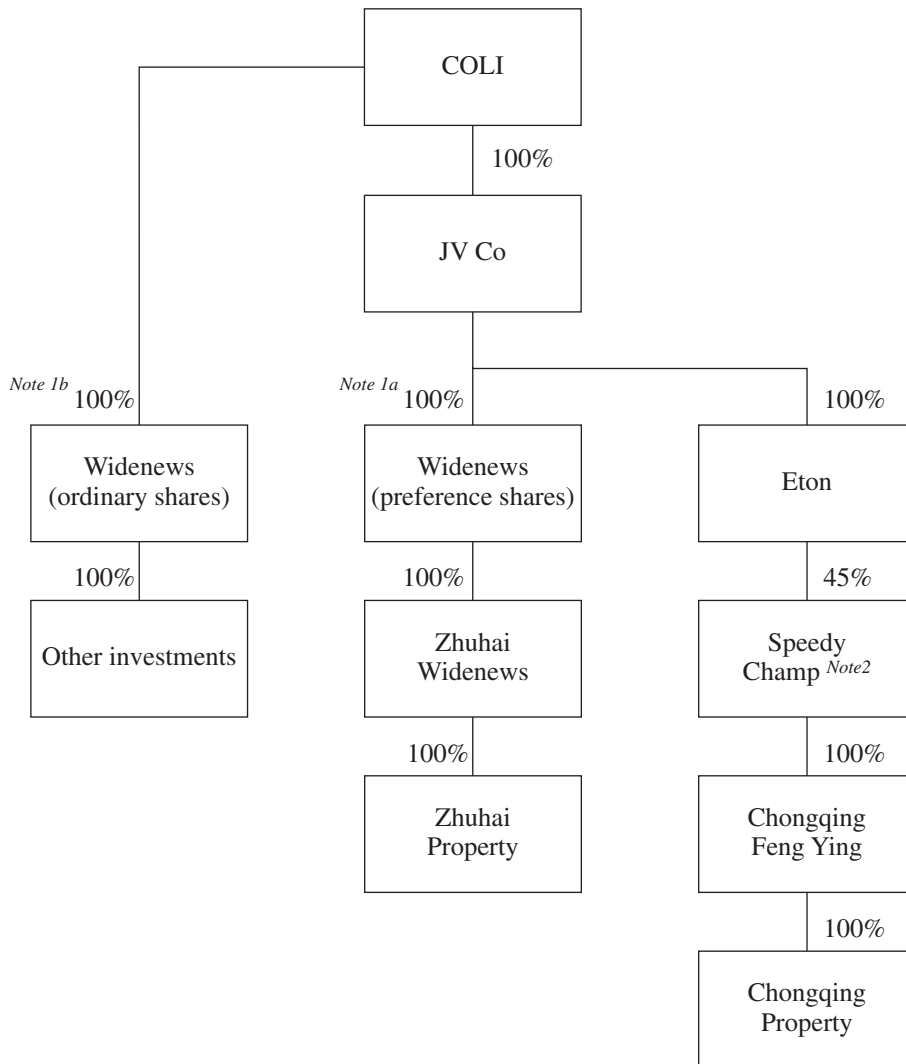 COLI
100%
JV Co
Note 1b 100%
Note 1a 100%
100%
Widenews
(ordinary shares)
Widenews
(preference shares)
Eton
100%
100%
45%
Other investments
Zhuhai
Widenews
Speedy
Champ Note2
100%
100%
Zhuhai
Property
Chongqing
Feng Ying
100%
Chongqing
Property